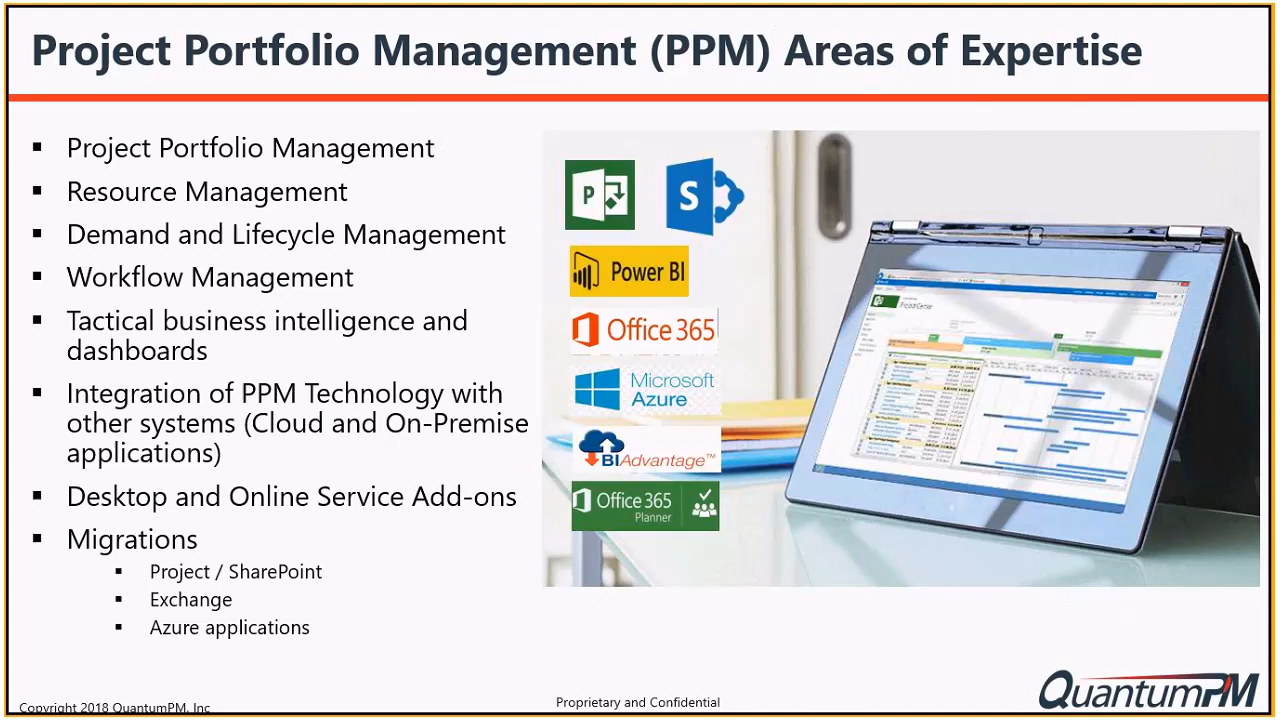 Project Portfolio Management (PPM) Areas of Expertise
▪ Project Portfolio Management
▪ Resource Management
▪ Demand and Lifecycle Management
▪ Workflow Management
▪ Tactical business intelligence and
dashboards
▪ Integration of PPM Technology with
other systems (Cloud and On-Premise
applications)
▪ Desktop and Online Service Add-ons
▪ Migrations
▪ Project / SharePoint
▪ Exchange
▪ Azure applications
P
S
Power BI
Office 365
Microsoft
Azure
BIAdvantage™
Office 365
Planner
Project Center
Copyright 2018 QuantumPM, Inc
Proprietary and Confidential
QuantumPM